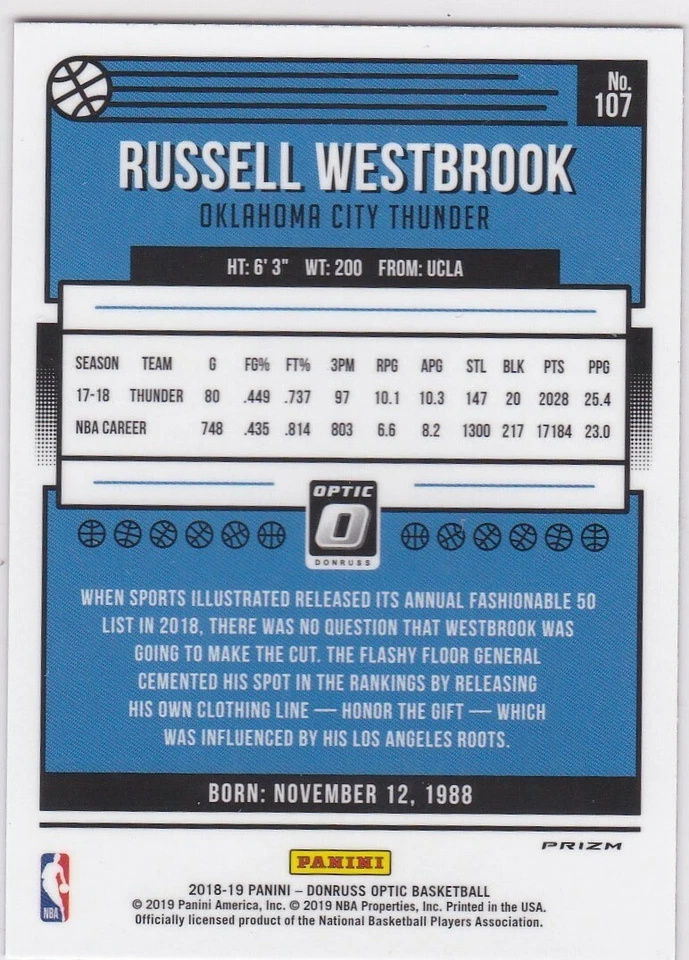 No.
107
RUSSELL WESTBROOK
OKLAHOMA CITY THUNDER
HT: 6' 3" WT: 200 FROM: UCLA
SEASON TEAM G FG% FT% 3PM RPG APG STL BLK PTS PPG
17-18 THUNDER 80 .449 .737 97 10.1 10.3 147 20 2028 25.4
NBA CAREER 748 .435 .814 803 6.6 8.2 1300 217 17184 23.0
OPTIC
O
DONRUSS
WHEN SPORTS ILLUSTRATED RELEASED ITS ANNUAL FASHIONABLE 50
LIST IN 2018, THERE WAS NO QUESTION THAT WESTBROOK WAS
GOING TO MAKE THE CUT. THE FLASHY FLOOR GENERAL
CEMENTED HIS SPOT IN THE RANKINGS BY RELEASING
HIS OWN CLOTHING LINE — HONOR THE GIFT — WHICH
WAS INFLUENCED BY HIS LOS ANGELES ROOTS.
BORN: NOVEMBER 12, 1988
PRIZM
PANINI
NBA
2018-19 PANINI – DONRUSS OPTIC BASKETBALL
© 2019 Panini America, Inc. © 2019 NBA Properties, Inc. Printed in the USA.
Officially licensed product of the National Basketball Players Association.